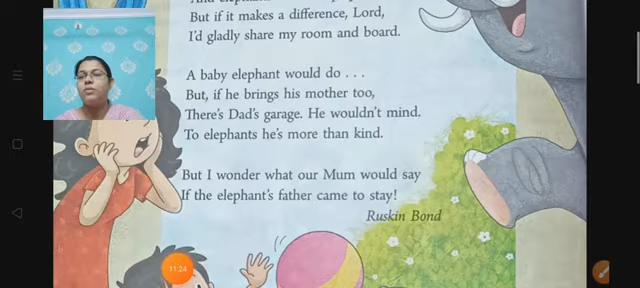 But if it makes a difference, Lord,
I'd gladly share my room and board.
A baby elephant would do . . .
But, if he brings his mother too,
There's Dad's garage. He wouldn't mind.
To elephants he's more than kind.
But I wonder what our Mum would say
If the elephant's father came to stay!
Ruskin Bond
11:24